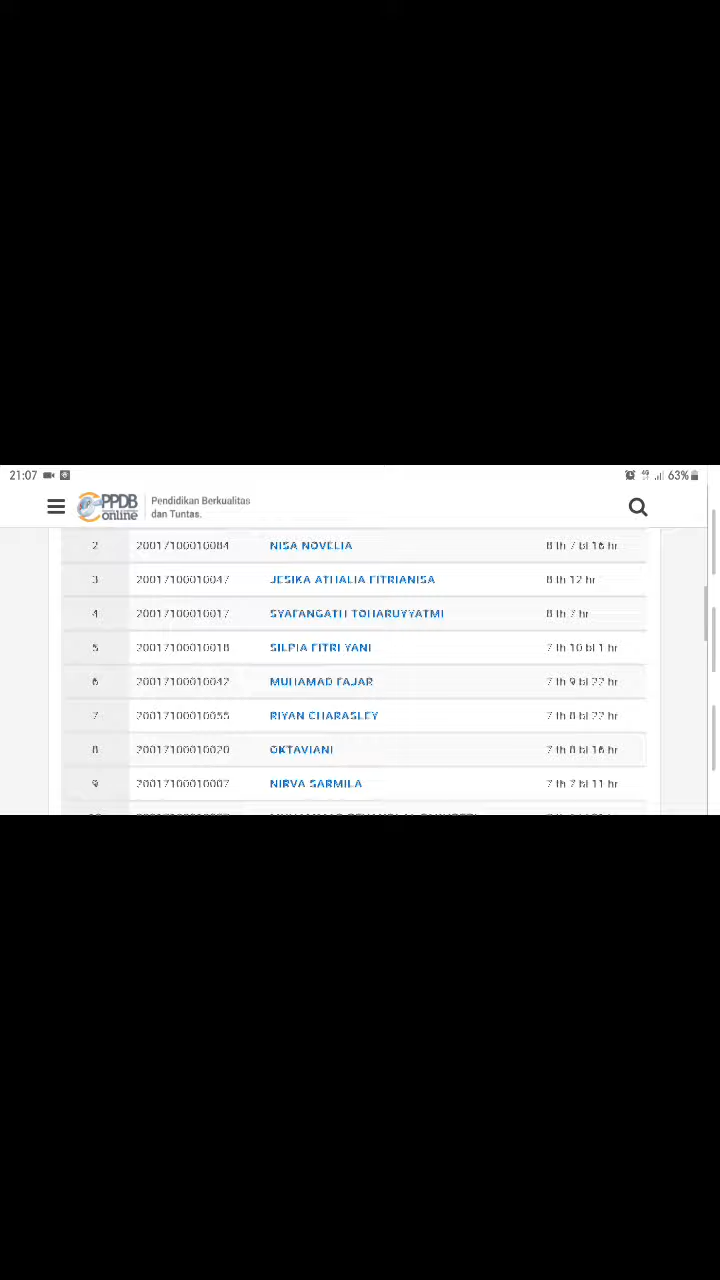 21:07 4G 63%
PPDB online Pendidikan Berkualitas
dan Tuntas.
2 20017100010084 NISA NOVELIA 8 th 7 bl 16 hr
3 20017100010047 JESIKA ATHALIA FITRIANISA 8 th 12 hr
4 20017100010017 SYAFANGATH TOHARUYYATMI 8 th 7 hr
5 20017100010018 SILPIA FITRI YANI 7 th 10 bl 1 hr
6 20017100010042 MUHAMAD FAJAR 7 th 9 bl 22 hr
7 20017100010055 RIYAN CHARASLEY 7 th 8 bl 22 hr
8 20017100010020 OKTAVIANI 7 th 8 bl 16 hr
9 20017100010007 NIRVA SARMILA 7 th 7 bl 11 hr